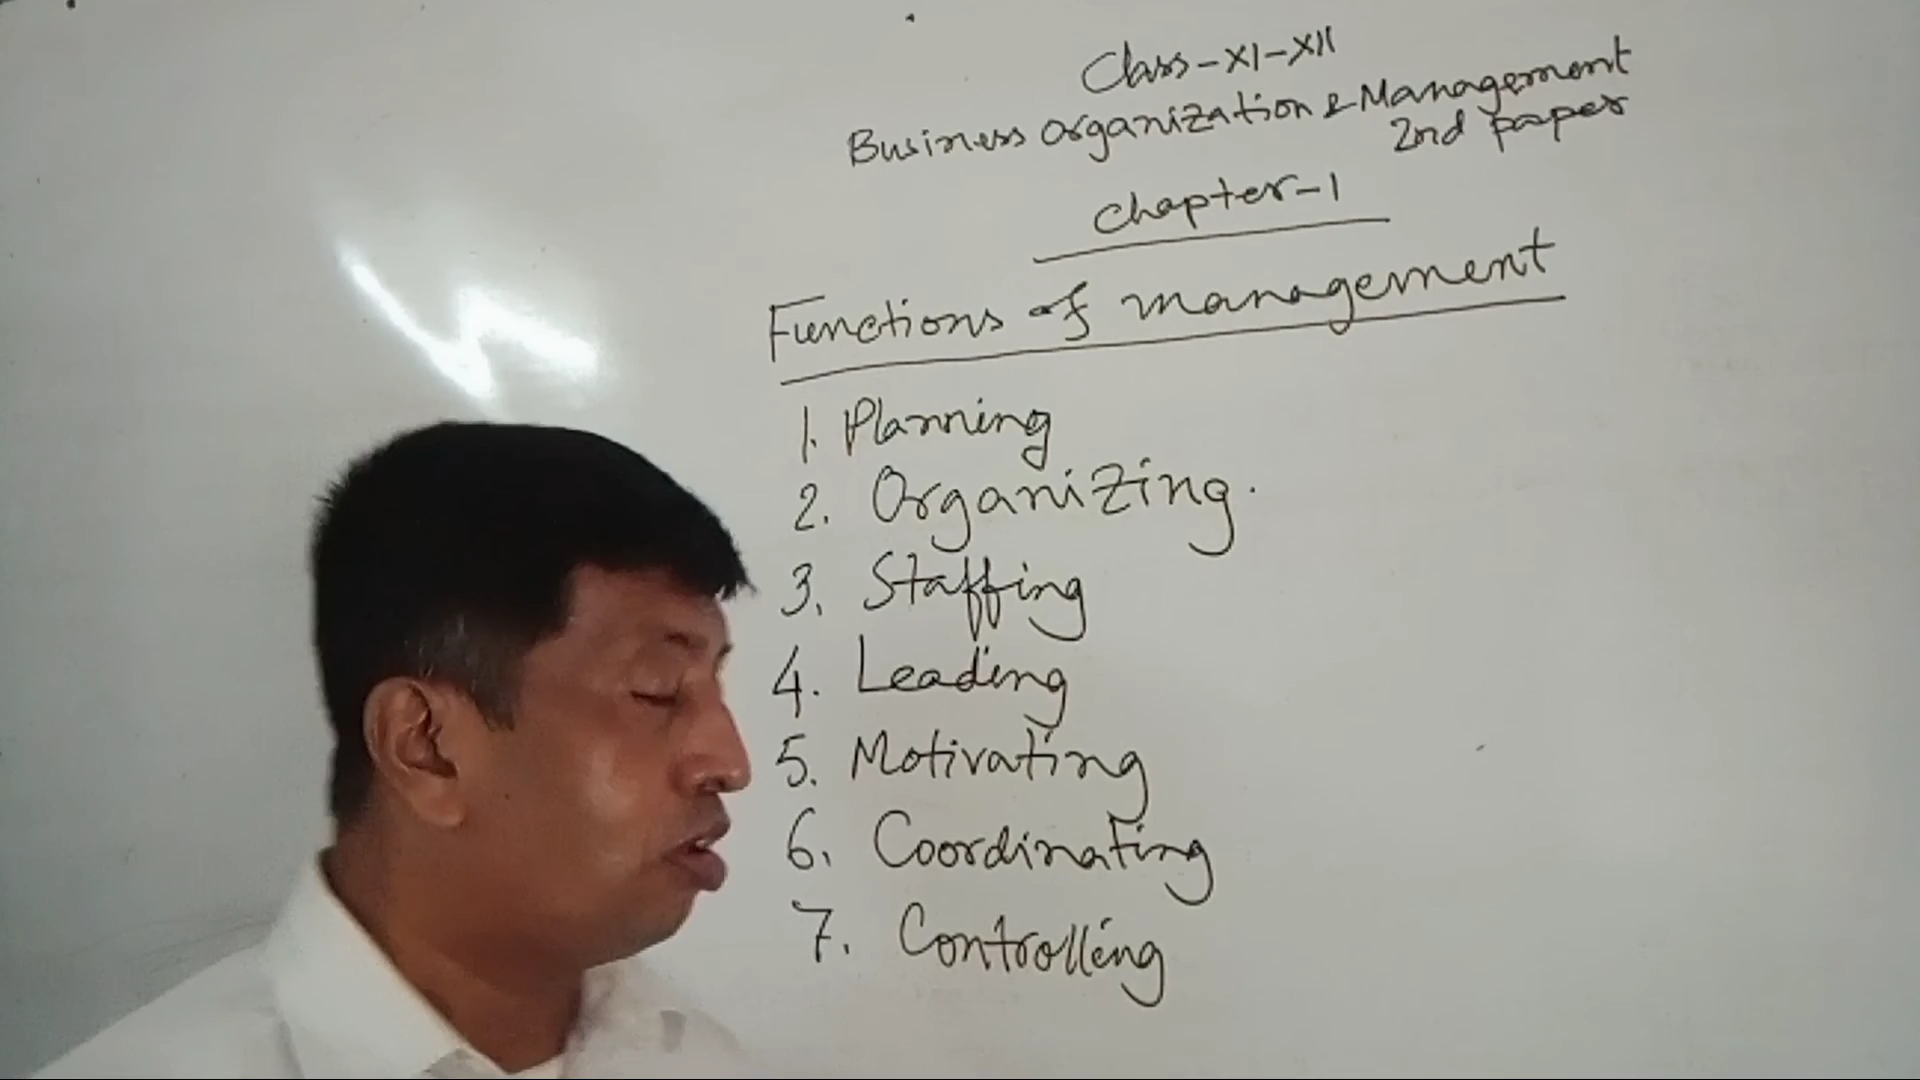 Class-XI-XII
Business organization & Management
2nd paper
chapter-1
Functions of management
1. Planning
2. Organizing.
3. Staffing
4. Leading
5. Motivating
6. Coordinating
7. Controlling